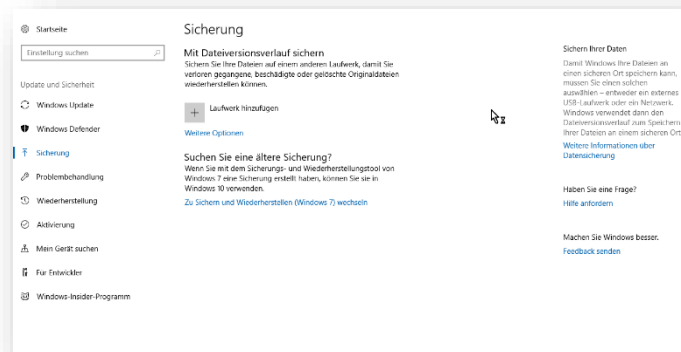 Startseite
Einstellung suchen
Update und Sicherheit
Windows Update
Windows Defender
Sicherung
Problembehandlung
Wiederherstellung
Aktivierung
Mein Gerät suchen
Für Entwickler
Windows-Insider-Programm
Sicherung
Mit Dateiversionsverlauf sichern
Sichern Sie Ihre Dateien auf einem anderen Laufwerk, damit Sie
verloren gegangene, beschädigte oder gelöschte Originaldateien
wiederherstellen können.
Laufwerk hinzufügen
Weitere Optionen
Suchen Sie eine ältere Sicherung?
Wenn Sie mit dem Sicherungs- und Wiederherstellungstool von
Windows 7 eine Sicherung erstellt haben, können Sie sie in
Windows 10 verwenden.
Zu Sichern und Wiederherstellen (Windows 7) wechseln
Sichern Ihrer Daten
Damit Windows Ihre Dateien an
einen sicheren Ort speichern kann,
müssen Sie einen solchen
auswählen – entweder ein externes
USB-Laufwerk oder ein Netzwerk.
Windows verwendet dann den
Dateiversionsverlauf zum Speichern
Ihrer Dateien an einem sicheren Ort
Weitere Informationen über
Datensicherung
Haben Sie eine Frage?
Hilfe anfordern
Machen Sie Windows besser.
Feedback senden